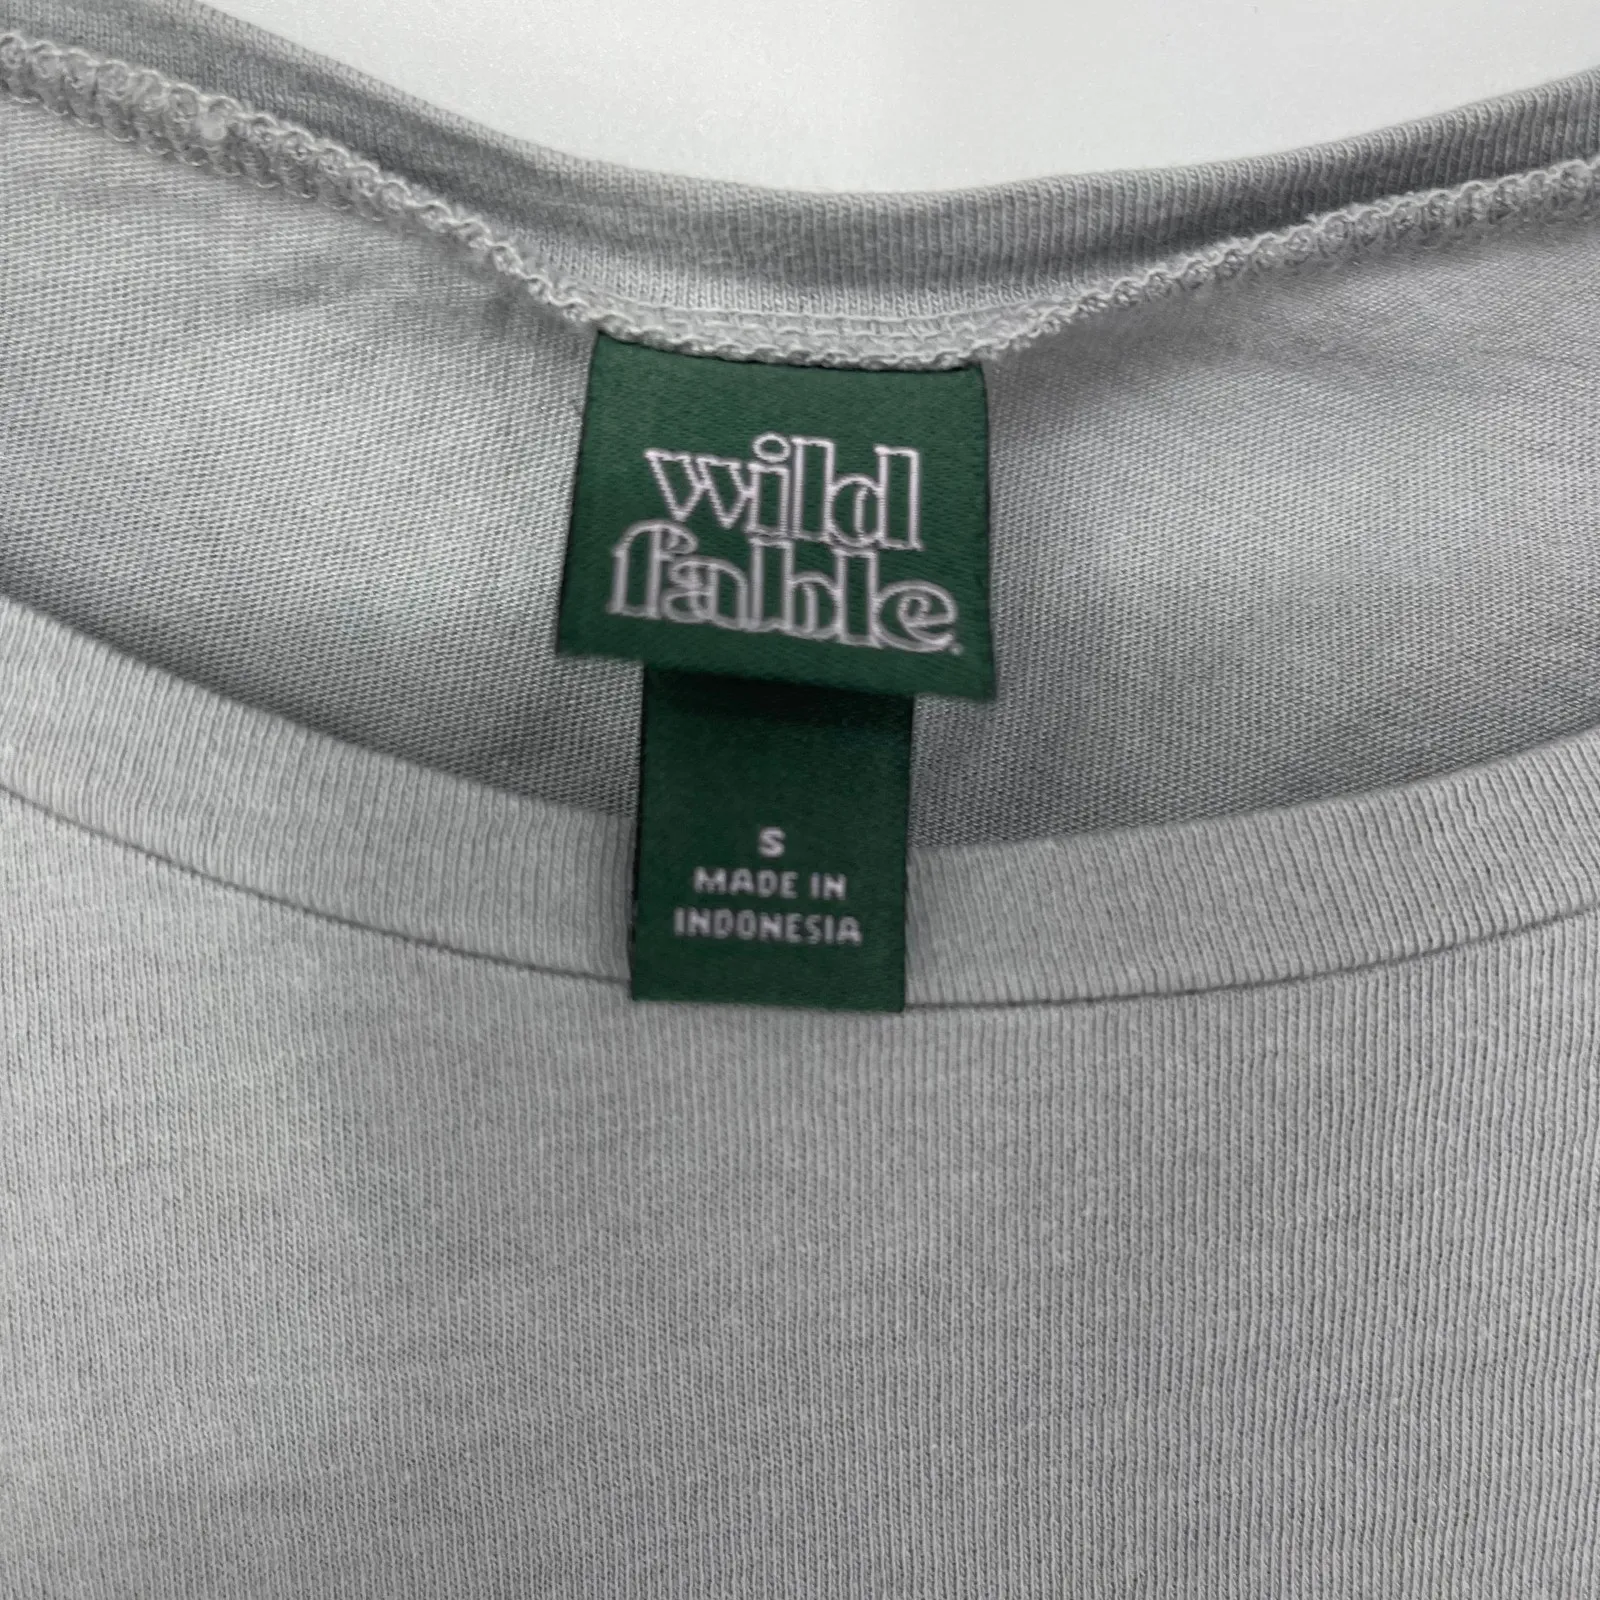 wild
fable.
S
MADE IN
INDONESIA